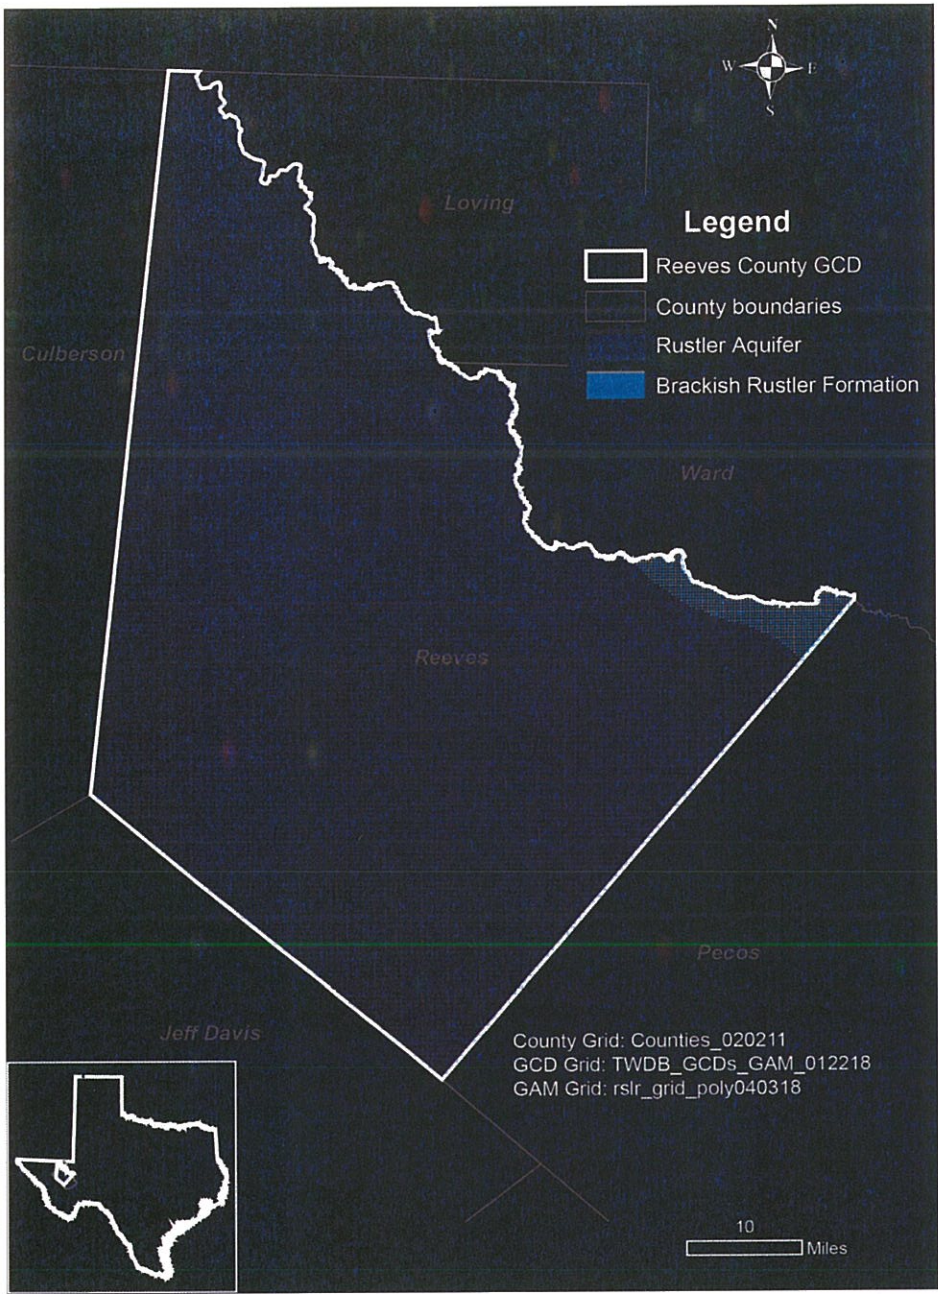 N
W E
S
Loving
Legend
Reeves County GCD
County boundaries
Culberson
Rustler Aquifer
Brackish Rustler Formation
Ward
Reeves
Pecos
Jeff Davis
County Grid: Counties_020211
GCD Grid: TWDB_GCDs_GAM_012218
GAM Grid: rslr_grid_poly040318
10
Miles